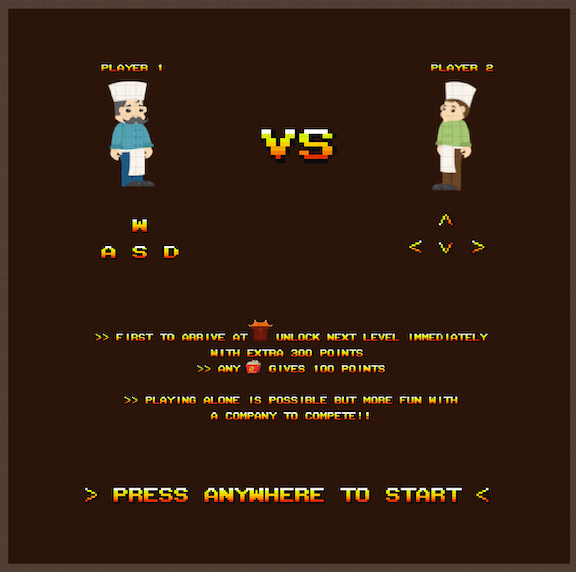 PLAYER 1
PLAYER 2
VS
W
A S D
^
< v >
>> FIRST TO ARRIVE AT UNLOCK NEXT LEVEL IMMEDIATELY
WITH EXTRA 300 POINTS
>> ANY GIVES 100 POINTS
>> PLAYING ALONE IS POSSIBLE BUT MORE FUN WITH
A COMPANY TO COMPETE!!
> PRESS ANYWHERE TO START <